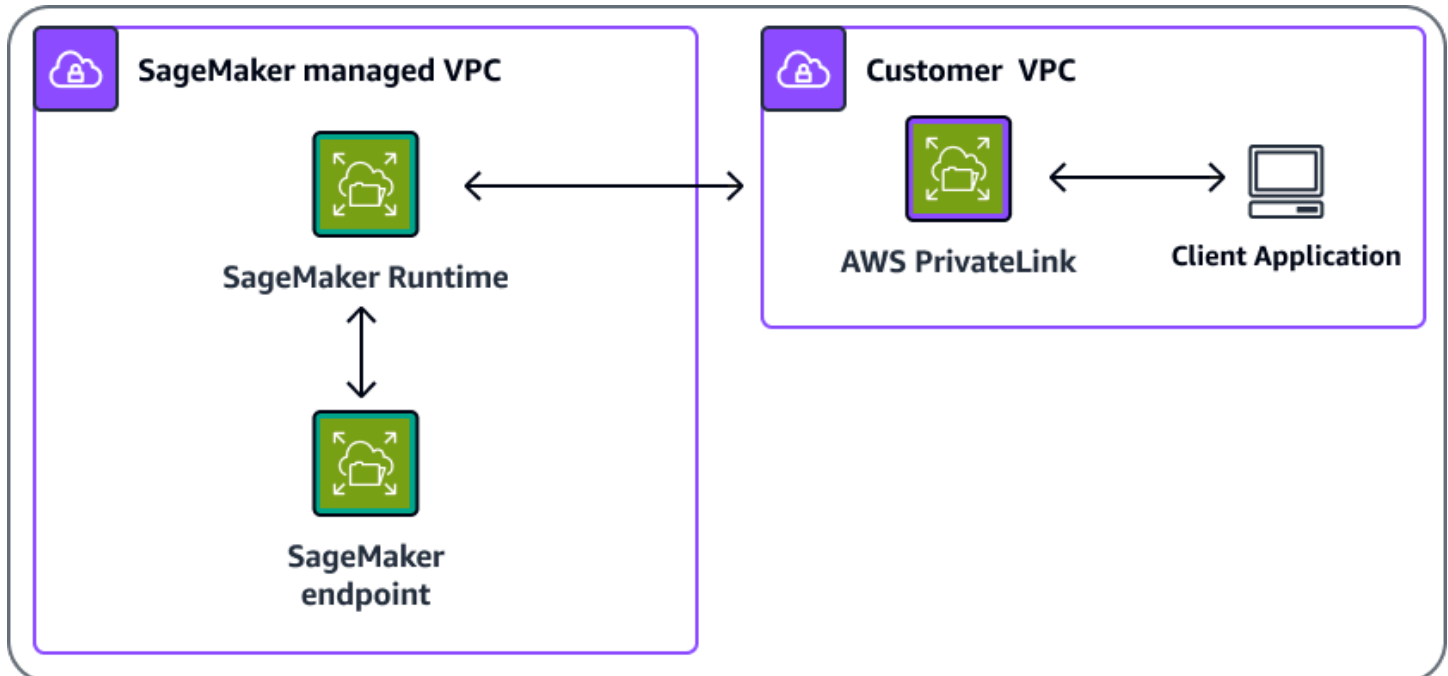 SageMaker managed VPC
Customer VPC
SageMaker Runtime
AWS PrivateLink
Client Application
SageMaker
endpoint